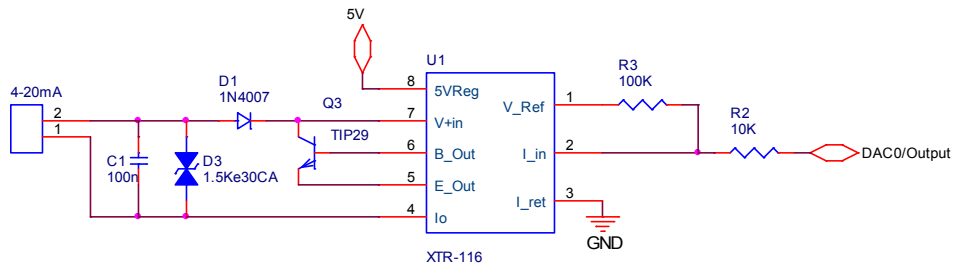 5V
U1
R3
100K
D1
1N4007
4-20mA
8
5VReg
V_Ref
1
R2
10K
Q3
2
7
V+in
TIP29
1
6
B_Out
I_in
2
DAC0/Output
C1
100n
D3
1.5Ke30CA
5
E_Out
I_ret
3
4
Io
GND
XTR-116